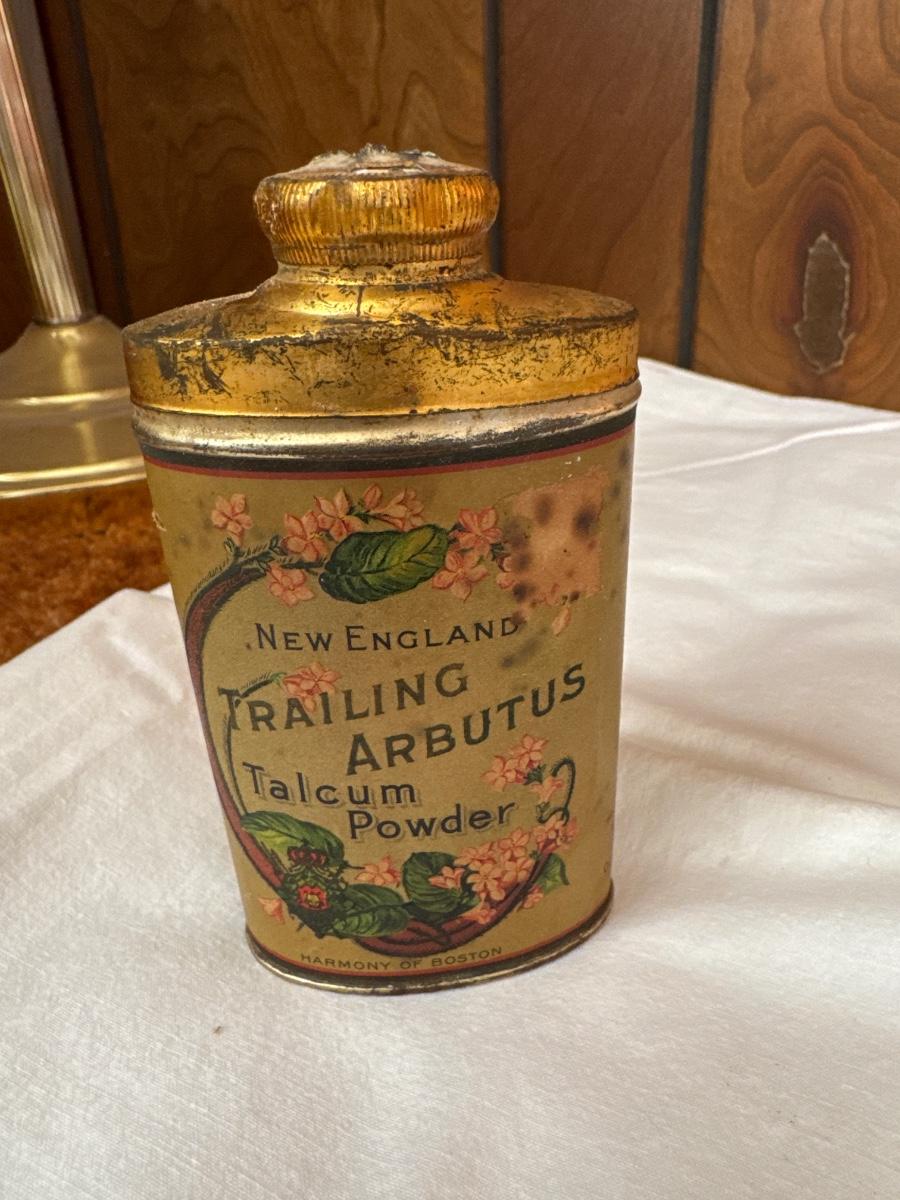 NEW ENGLAND
TRAILING
ARBUTUS
Talcum
Powder
HARMONY OF BOSTON